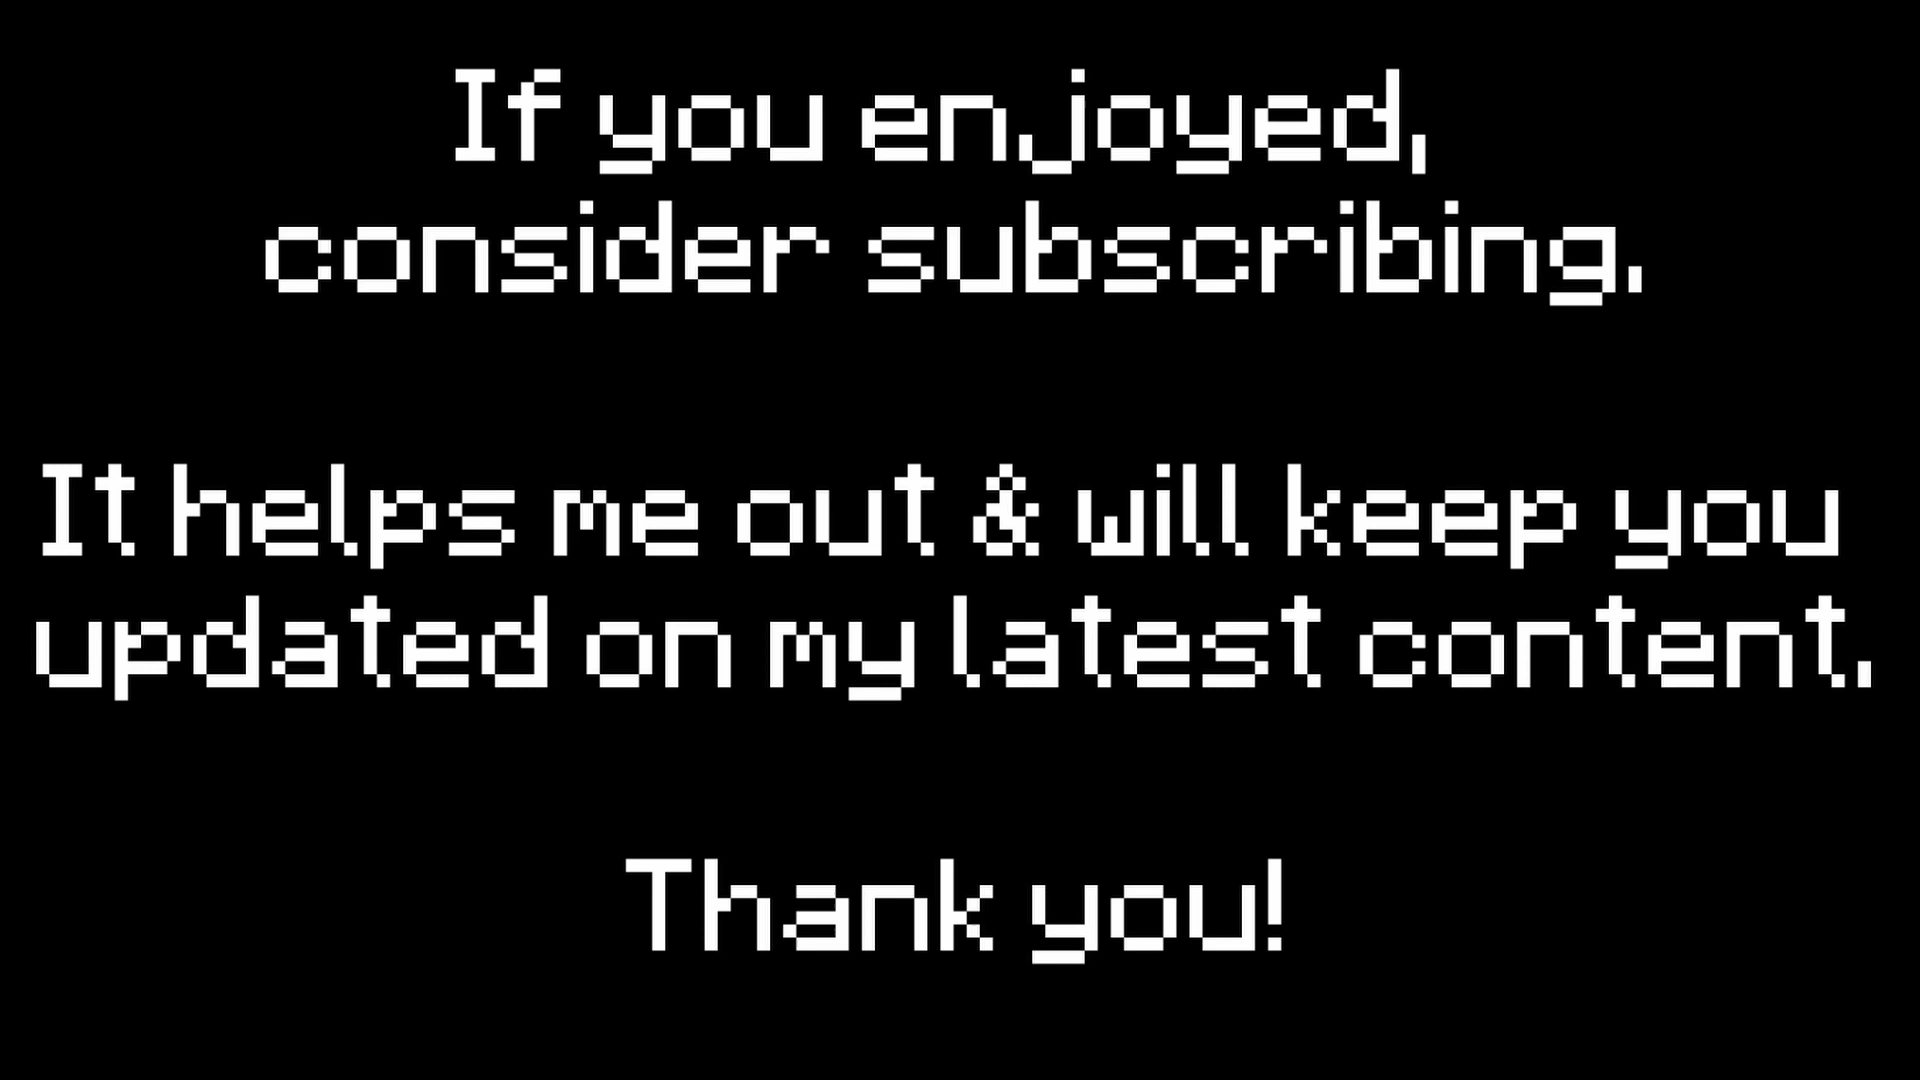 If you enjoyed,
consider subscribing.
It helps me out & will keep you
updated on my latest content.
Thank you!